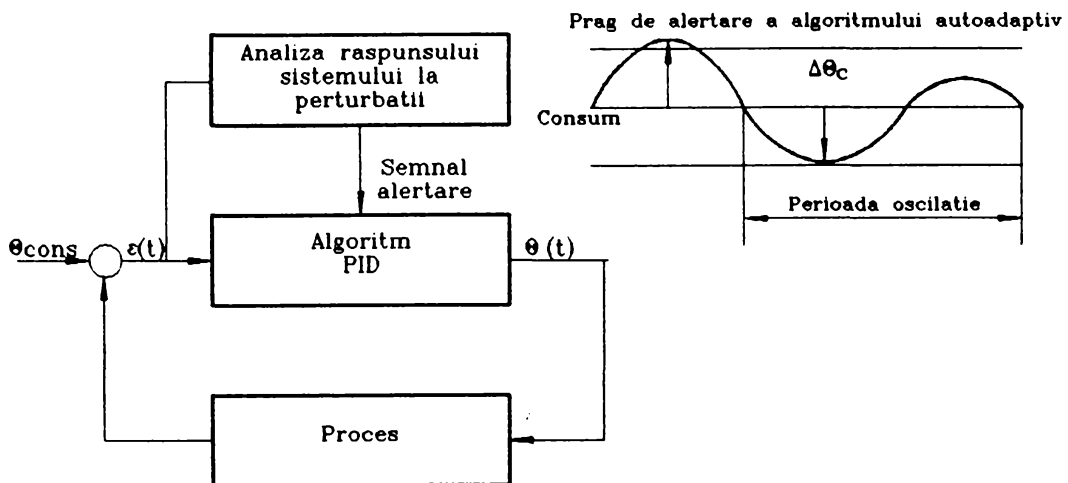 Analiza raspunsului
sistemului la
perturbatii
Semnal
alertare
Θcons
ε(t)
Algoritm
PID
Θ (t)
Proces
Prag de alertare a algoritmului autoadaptiv
ΔΘc
Consum
Perioada oscilatie